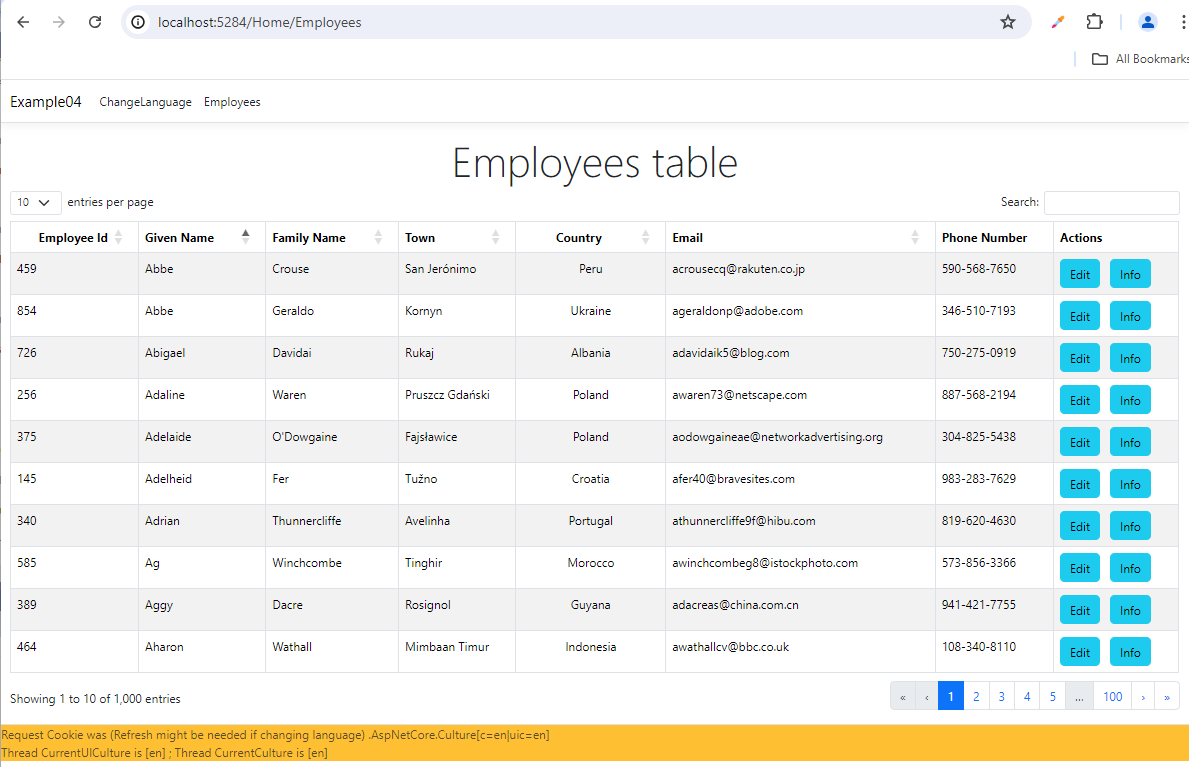 localhost:5284/Home/Employees
All Bookmarks
Example04 ChangeLanguage Employees
Employees table
10 entries per page Search:
Employee Id Given Name Family Name Town Country Email Phone Number Actions
459 Abbe Crouse San Jerónimo Peru acrousecq@rakuten.co.jp 590-568-7650 Edit Info
854 Abbe Geraldo Kornyn Ukraine ageraldonp@adobe.com 346-510-7193 Edit Info
726 Abigael Davidai Rukaj Albania adavidaik5@blog.com 750-275-0919 Edit Info
256 Adaline Waren Pruszcz Gdański Poland awaren73@netscape.com 887-568-2194 Edit Info
375 Adelaide O'Dowgaine Fajsławice Poland aodowgaineae@networkadvertising.org 304-825-5438 Edit Info
145 Adelheid Fer Tužno Croatia afer40@bravesites.com 983-283-7629 Edit Info
340 Adrian Thunnercliffe Avelinha Portugal athunnercliffe9f@hibu.com 819-620-4630 Edit Info
585 Ag Winchcombe Tinghir Morocco awinchcombeg8@istockphoto.com 573-856-3366 Edit Info
389 Aggy Dacre Rosignol Guyana adacreas@china.com.cn 941-421-7755 Edit Info
464 Aharon Wathall Mimbaan Timur Indonesia awathallcv@bbc.co.uk 108-340-8110 Edit Info
Showing 1 to 10 of 1,000 entries « ‹ 1 2 3 4 5 … 100 › »
Request Cookie was (Refresh might be needed if changing language) .AspNetCore.Culture[c=en|uic=en]
Thread CurrentUICulture is [en] ; Thread CurrentCulture is [en]